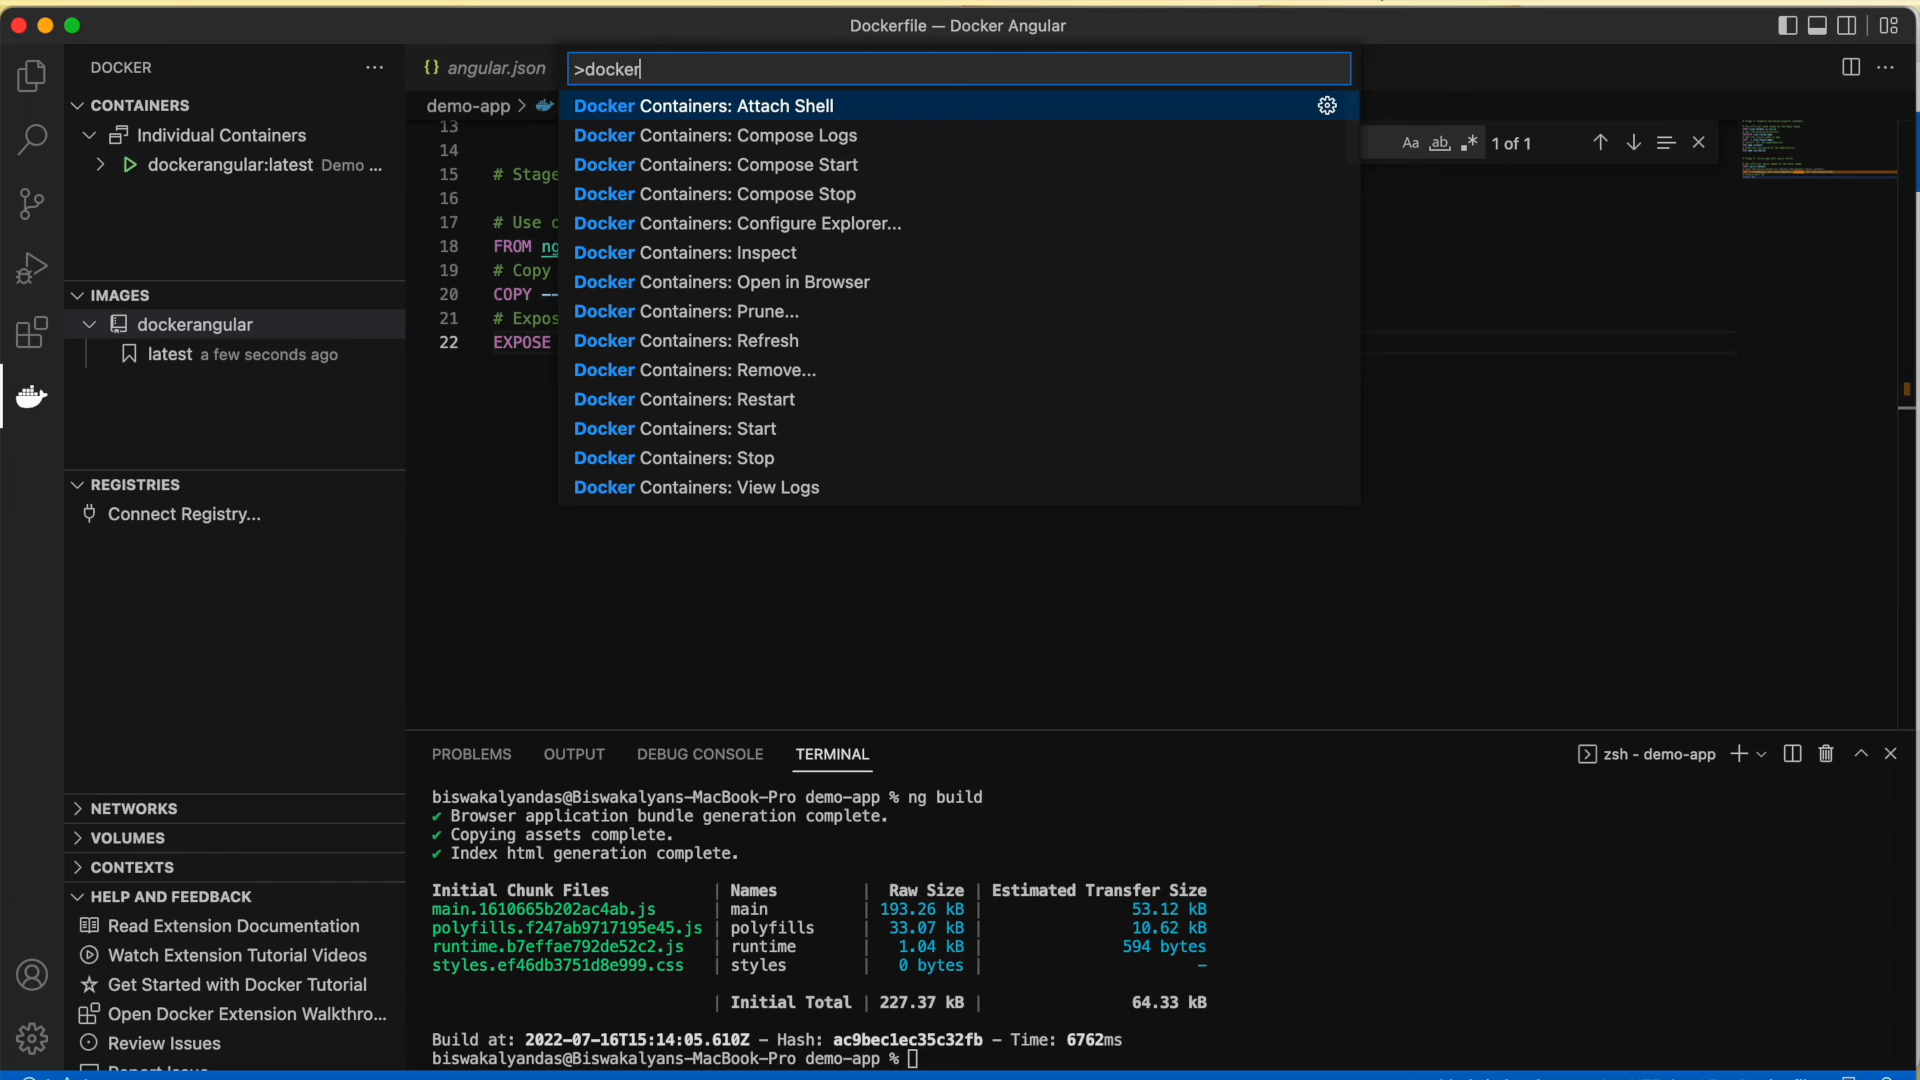 Dockerfile — Docker Angular
DOCKER
CONTAINERS
Individual Containers
dockerangular:latest Demo ...
IMAGES
dockerangular
latest a few seconds ago
REGISTRIES
Connect Registry...
NETWORKS
VOLUMES
CONTEXTS
HELP AND FEEDBACK
Read Extension Documentation
Watch Extension Tutorial Videos
Get Started with Docker Tutorial
Open Docker Extension Walkthro...
Review Issues
{} angular.json
>docker
demo-app >
Docker Containers: Attach Shell
Docker Containers: Compose Logs
Docker Containers: Compose Start
Docker Containers: Compose Stop
Docker Containers: Configure Explorer...
Docker Containers: Inspect
Docker Containers: Open in Browser
Docker Containers: Prune...
Docker Containers: Refresh
Docker Containers: Remove...
Docker Containers: Restart
Docker Containers: Start
Docker Containers: Stop
Docker Containers: View Logs
Aa ab .* 1 of 1
13
14
15 # Stage
16
17 # Use o
18 FROM ng
19 # Copy
20 COPY --
21 # Expos
22 EXPOSE
PROBLEMS OUTPUT DEBUG CONSOLE TERMINAL
zsh - demo-app
biswakalyandas@Biswakalyans-MacBook-Pro demo-app % ng build
✔ Browser application bundle generation complete.
✔ Copying assets complete.
✔ Index html generation complete.
Initial Chunk Files | Names | Raw Size | Estimated Transfer Size
main.1610665b202ac4ab.js | main | 193.26 kB | 53.12 kB
polyfills.f247ab9717195e45.js | polyfills | 33.07 kB | 10.62 kB
runtime.b7effae792de52c2.js | runtime | 1.04 kB | 594 bytes
styles.ef46db3751d8e999.css | styles | 0 bytes | -
| Initial Total | 227.37 kB | 64.33 kB
Build at: 2022-07-16T15:14:05.610Z - Hash: ac9bec1ec35c32fb - Time: 6762ms
biswakalyandas@Biswakalyans-MacBook-Pro demo-app %